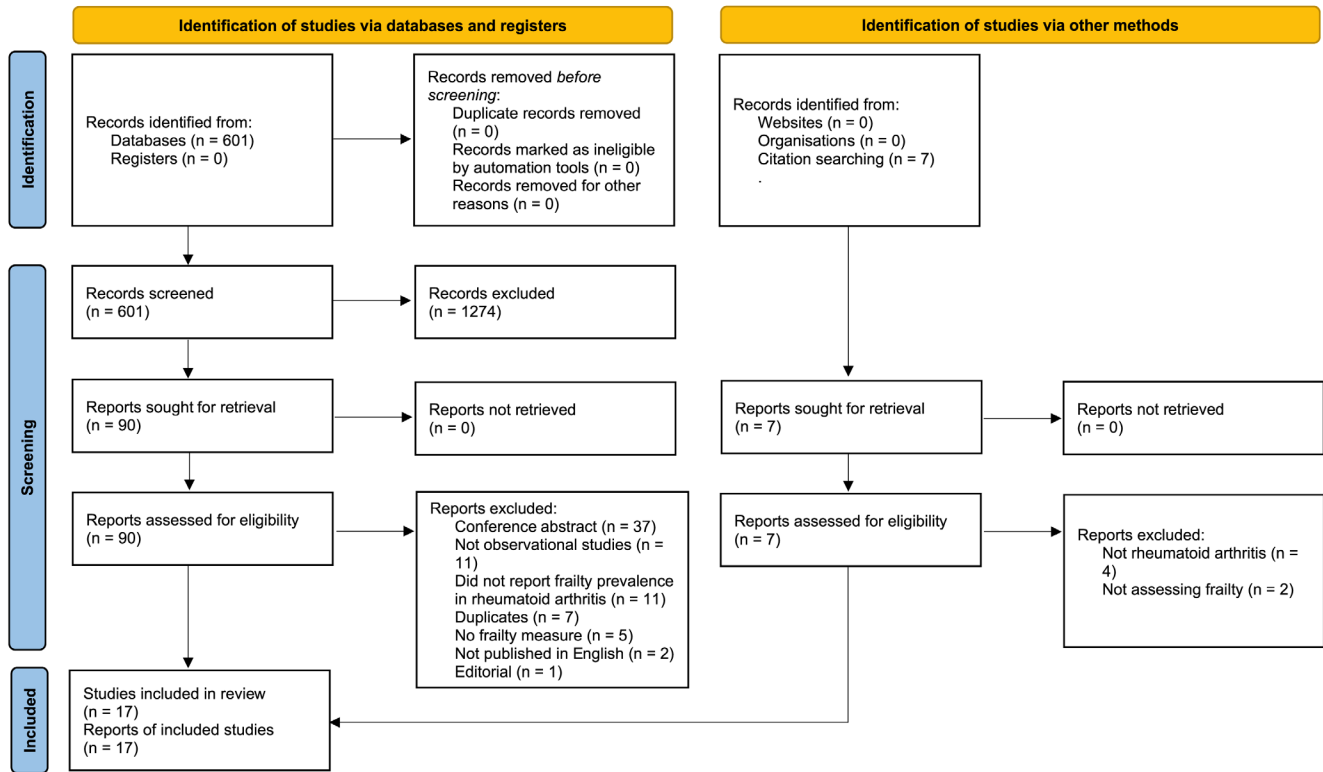 Identification of studies via databases and registers
Identification of studies via other methods
Identification
Records identified from:
Databases (n = 601)
Registers (n = 0)
Records removed before
screening:
Duplicate records removed
(n = 0)
Records marked as ineligible
by automation tools (n = 0)
Records removed for other
reasons (n = 0)
Records identified from:
Websites (n = 0)
Organisations (n = 0)
Citation searching (n = 7)
.
Screening
Records screened
(n = 601)
Records excluded
(n = 1274)
Reports sought for retrieval
(n = 90)
Reports not retrieved
(n = 0)
Reports sought for retrieval
(n = 7)
Reports not retrieved
(n = 0)
Reports assessed for eligibility
(n = 90)
Reports excluded:
Conference abstract (n = 37)
Not observational studies (n =
11)
Did not report frailty prevalence
in rheumatoid arthritis (n = 11)
Duplicates (n = 7)
No frailty measure (n = 5)
Not published in English (n = 2)
Editorial (n = 1)
Reports assessed for eligibility
(n = 7)
Reports excluded:
Not rheumatoid arthritis (n =
4)
Not assessing frailty (n = 2)
Included
Studies included in review
(n = 17)
Reports of included studies
(n = 17)